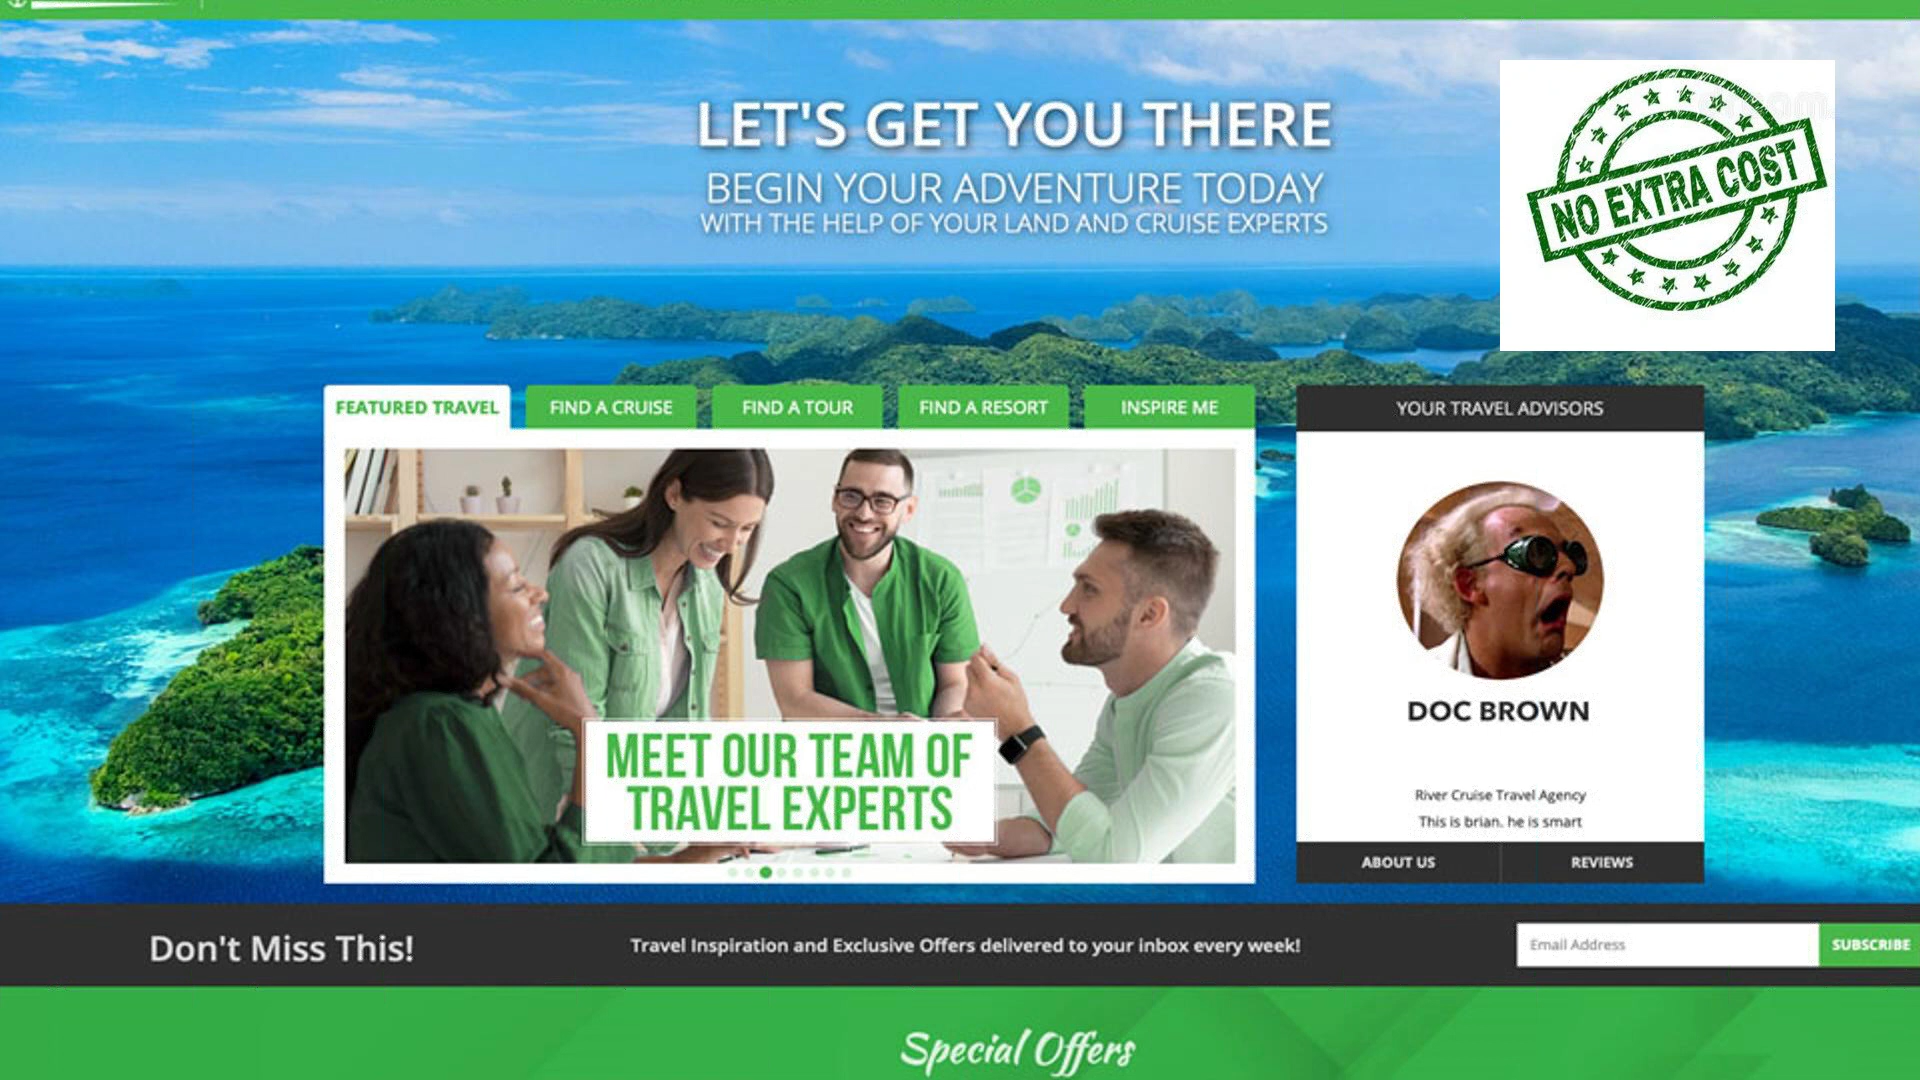 LET'S GET YOU THERE
BEGIN YOUR ADVENTURE TODAY
WITH THE HELP OF YOUR LAND AND CRUISE EXPERTS
NO EXTRA COST
FEATURED TRAVEL
FIND A CRUISE
FIND A TOUR
FIND A RESORT
INSPIRE ME
YOUR TRAVEL ADVISORS
MEET OUR TEAM OF
TRAVEL EXPERTS
DOC BROWN
River Cruise Travel Agency
This is brian. he is smart
ABOUT US
REVIEWS
Don't Miss This!
Travel Inspiration and Exclusive Offers delivered to your inbox every week!
Email Address
SUBSCRIBE
Special Offers